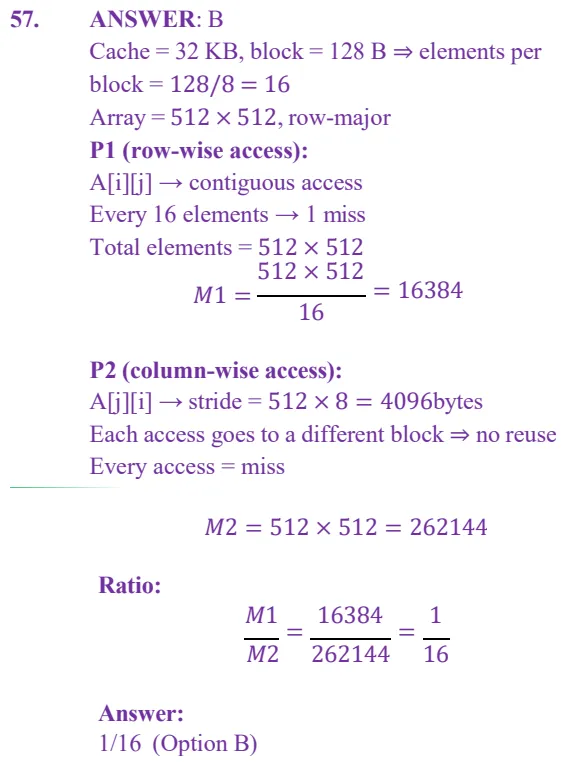 57. ANSWER: B
Cache = 32 KB, block = 128 B ⇒ elements per
block = 128/8 = 16
Array = 512 × 512, row-major
P1 (row-wise access):
A[i][j] → contiguous access
Every 16 elements → 1 miss
Total elements = 512 × 512
M1 = (512 × 512)/16 = 16384
P2 (column-wise access):
A[j][i] → stride = 512 × 8 = 4096bytes
Each access goes to a different block ⇒ no reuse
Every access = miss
M2 = 512 × 512 = 262144
Ratio:
M1/M2 = 16384/262144 = 1/16
Answer:
1/16 (Option B)